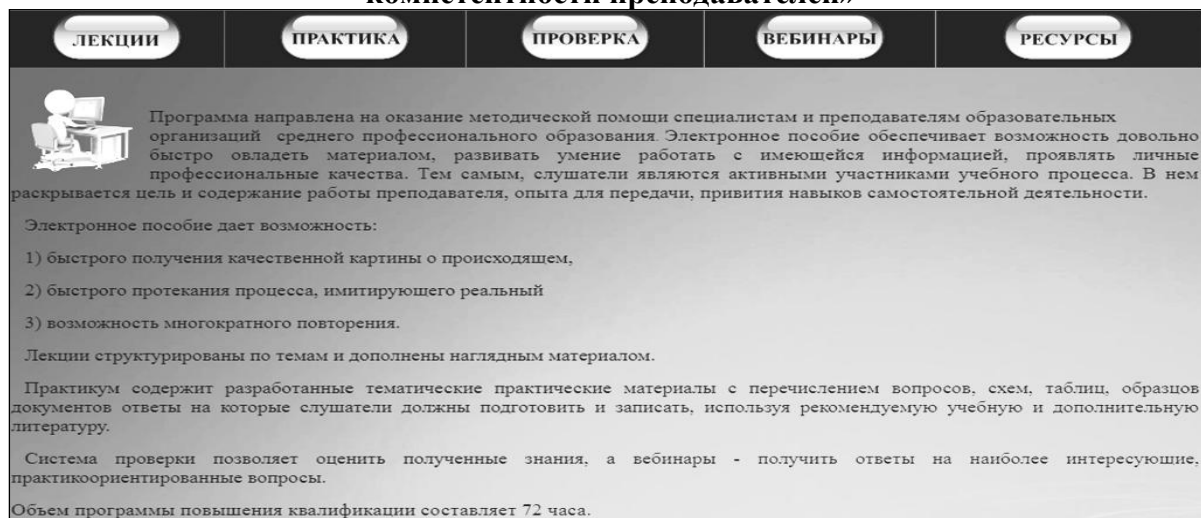 компетентности преподавателей»
ЛЕКЦИИ
ПРАКТИКА
ПРОВЕРКА
ВЕБИНАРЫ
РЕСУРСЫ
Программа направлена на оказание методической помощи специалистам и преподавателям образовательных
организаций среднего профессионального образования. Электронное пособие обеспечивает возможность довольно
быстро овладеть материалом, развивать умение работать с имеющейся информацией, проявлять личные
профессиональные качества. Тем самым, слушатели являются активными участниками учебного процесса. В нем
раскрывается цель и содержание работы преподавателя, опыта для передачи, привития навыков самостоятельной деятельности.
Электронное пособие дает возможность:
1) быстрого получения качественной картины о происходящем,
2) быстрого протекания процесса, имитирующего реальный
3) возможность многократного повторения.
Лекции структурированы по темам и дополнены наглядным материалом.
Практикум содержит разработанные тематические практические материалы с перечислением вопросов, схем, таблиц, образцов
документов ответы на которые слушатели должны подготовить и записать, используя рекомендуемую учебную и дополнительную
литературу.
Система проверки позволяет оценить полученные знания, а вебинары - получить ответы на наиболее интересующие,
практикоориентированные вопросы.
Объем программы повышения квалификации составляет 72 часа.